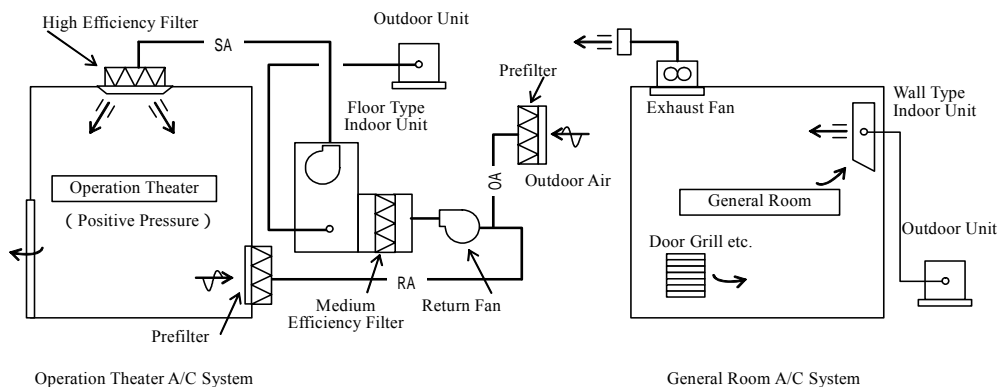 High Efficiency Filter
SA
Outdoor Unit
Floor Type
Indoor Unit
Prefilter
OA
Outdoor Air
Operation Theater
( Positive Pressure )
RA
Prefilter
Medium
Efficiency Filter
Return Fan
Operation Theater A/C System
Exhaust Fan
Wall Type
Indoor Unit
General Room
Door Grill etc.
Outdoor Unit
General Room A/C System